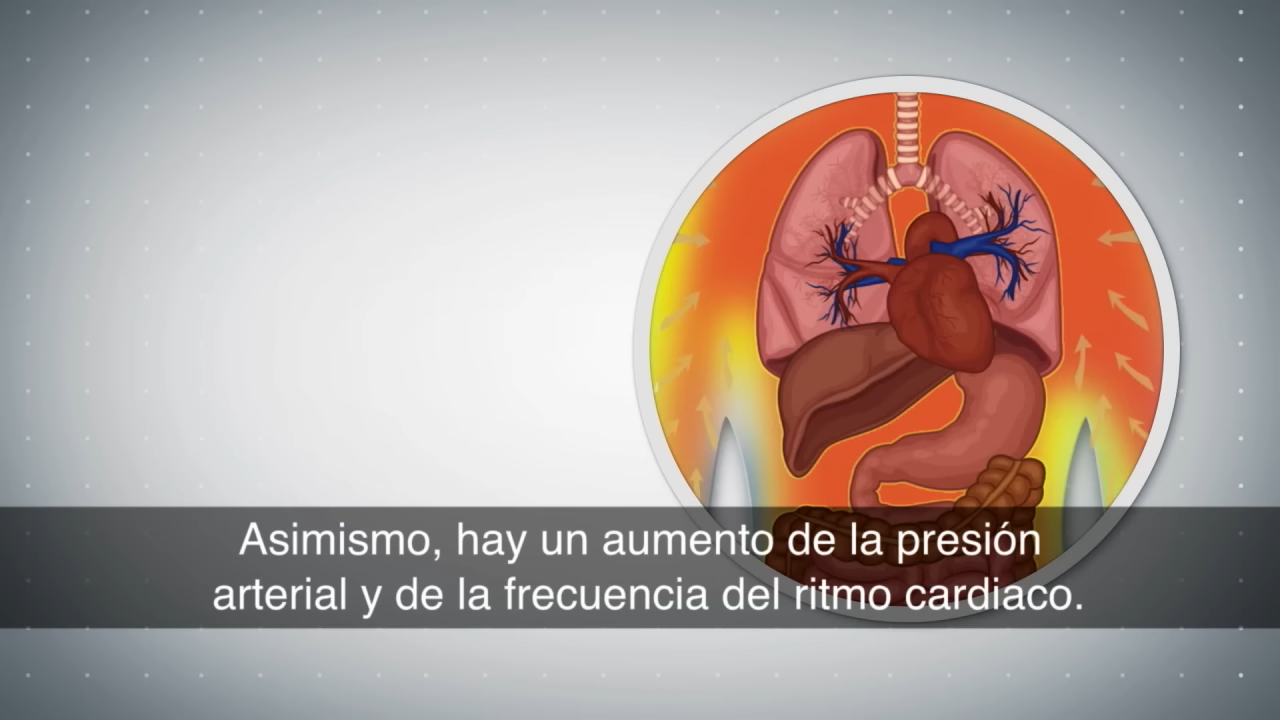 Asimismo, hay un aumento de la presión
arterial y de la frecuencia del ritmo cardiaco.